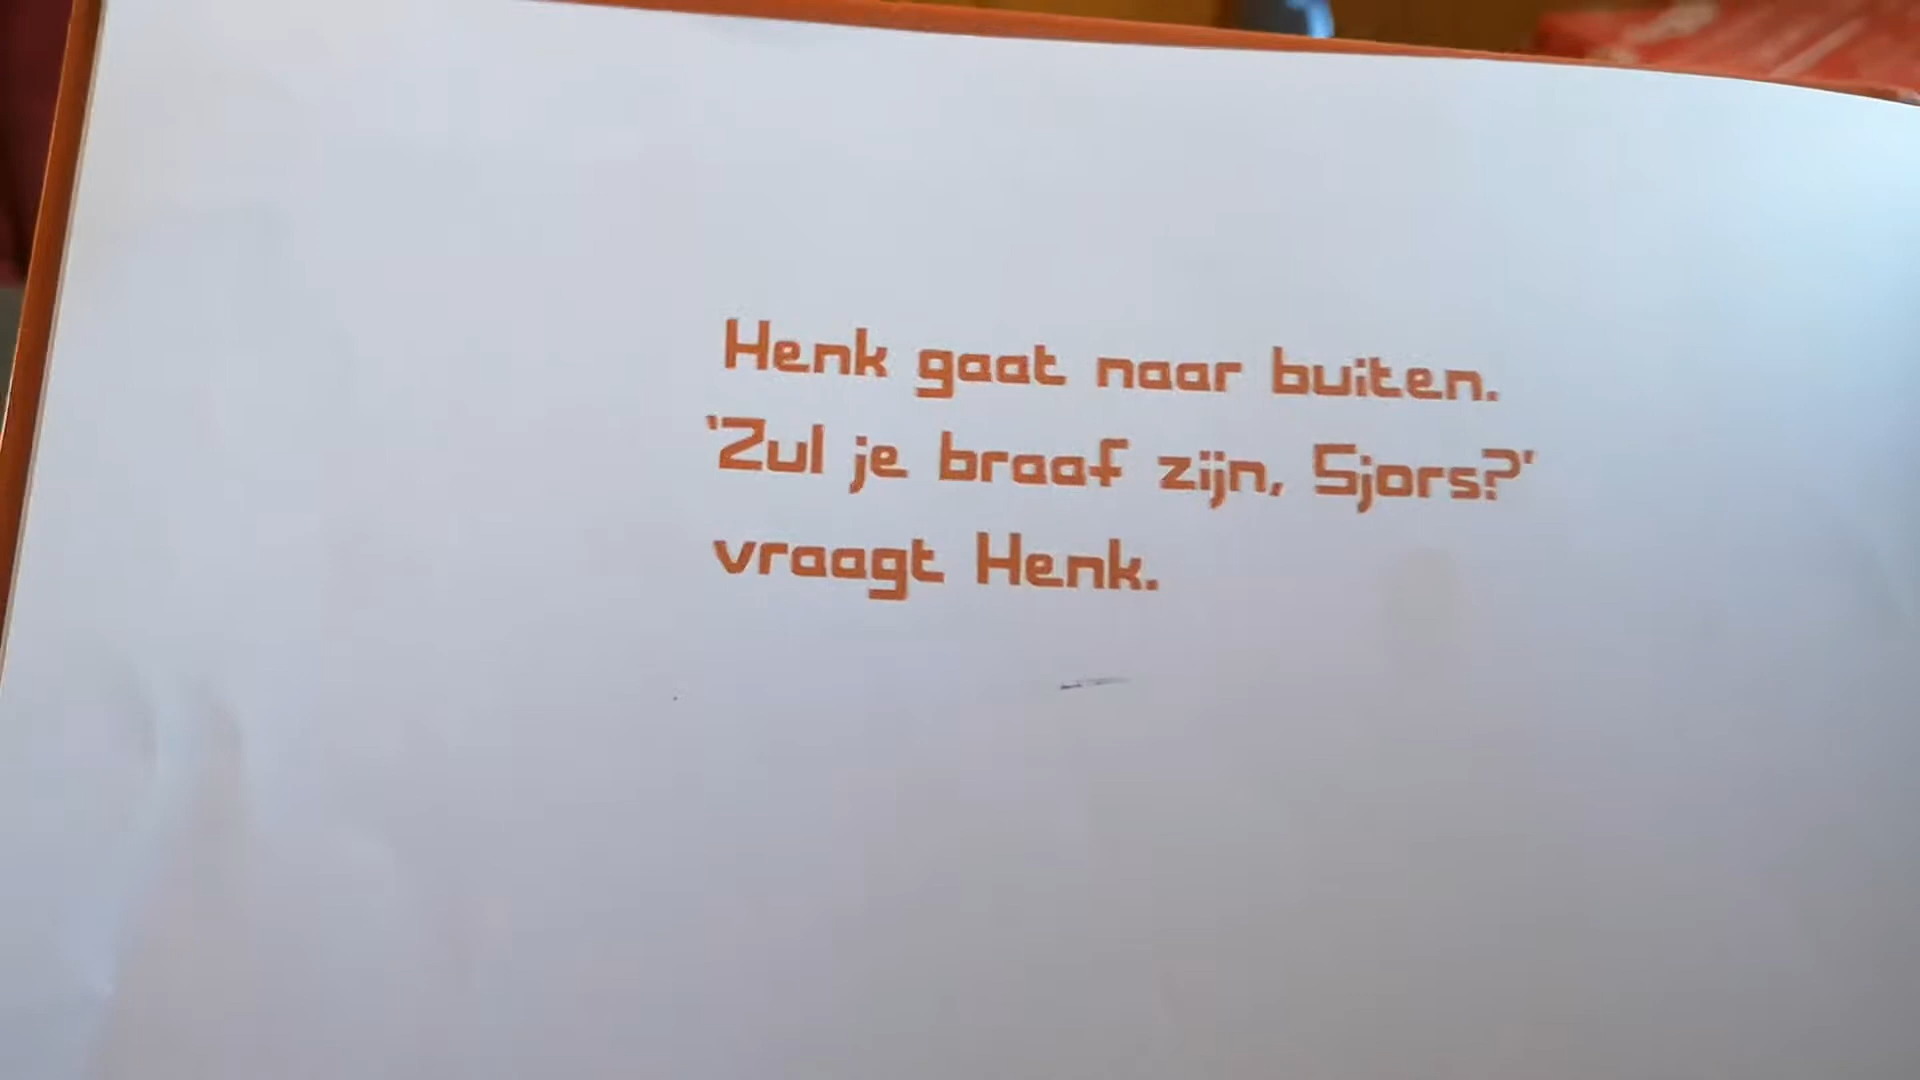 Henk gaat naar buiten.
'Zul je braaf zijn, Sjors?'
vraagt Henk.